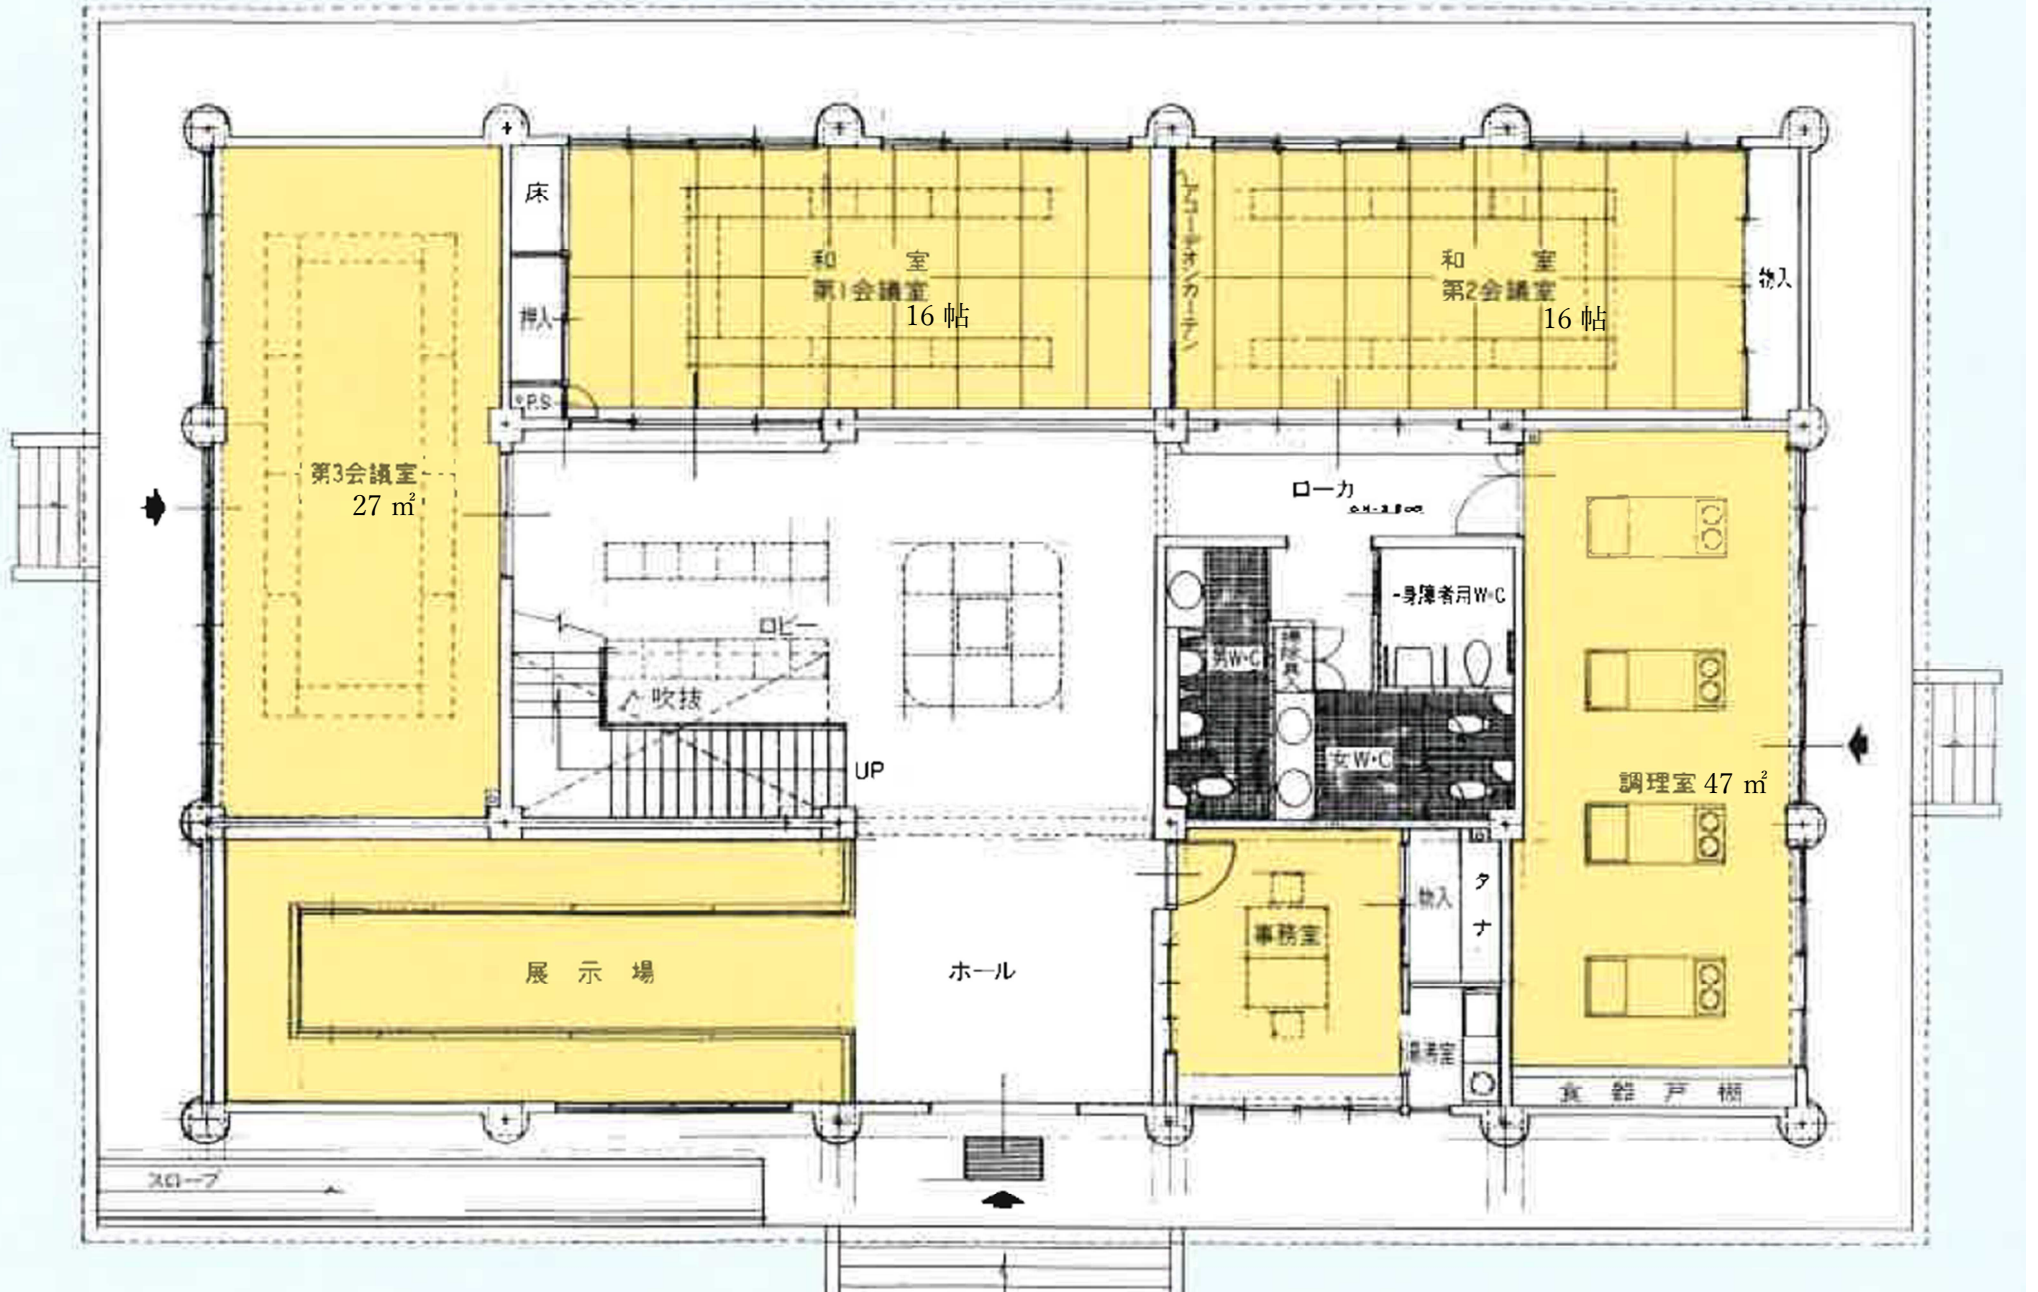 床
和 室
第1会議室
16 帖
アコーデオンカーテン
和 室
第2会議室
16 帖
物入
押入
P.S
第3会議室
27 ㎡
ローカ
CH-2800
身障者用W・C
ロビー
男W・C
掃除具入
吹抜
UP
女W・C
調理室 47 ㎡
展 示 場
ホール
事務室
物入
タナ
湯沸室
食 器 戸 棚
スロープ